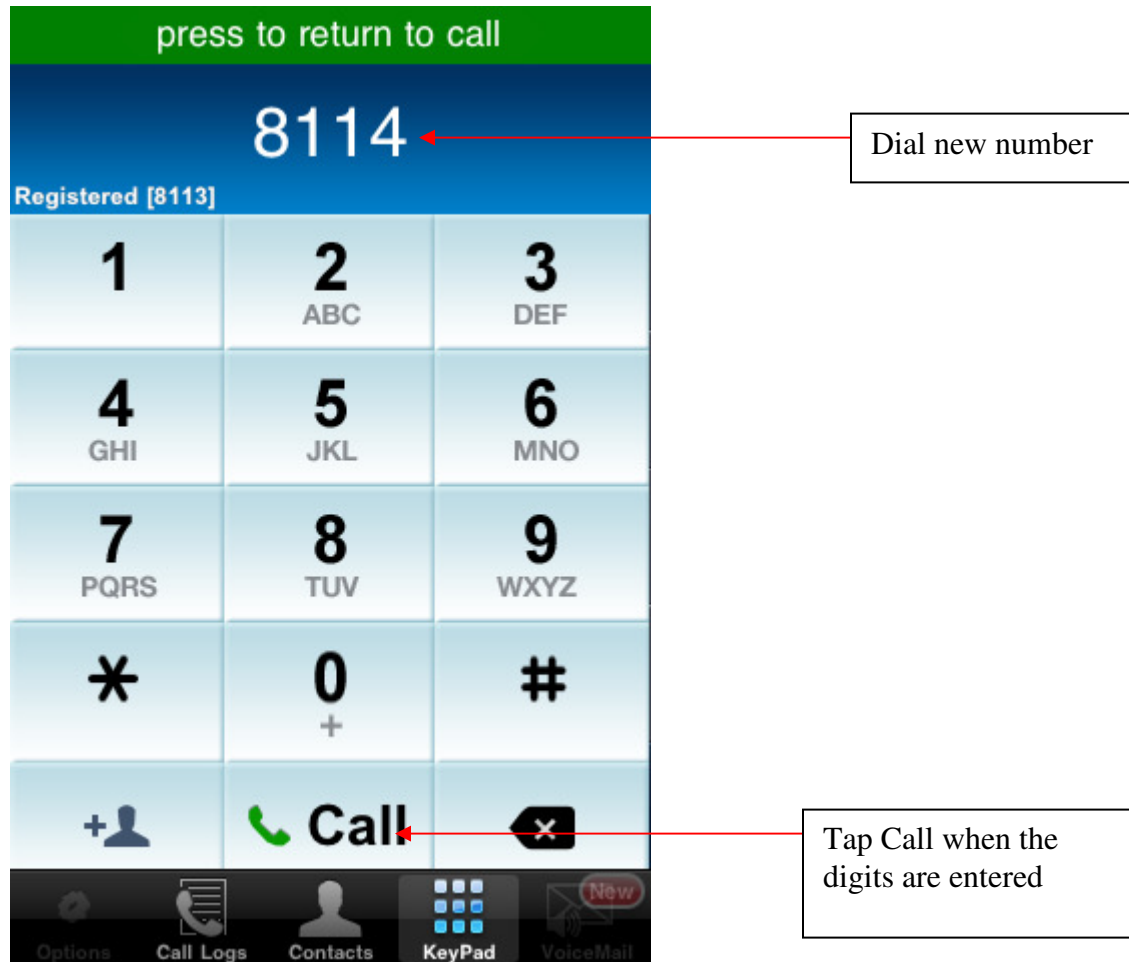 press to return to call
8114
Dial new number
Registered [8113]
1
2
3
ABC
DEF
4
5
6
GHI
JKL
MNO
7
8
9
PQRS
TUV
WXYZ
*
0
#
+
+
Call
Tap Call when the
digits are entered
New
Options
Call Logs
Contacts
KeyPad
VoiceMail